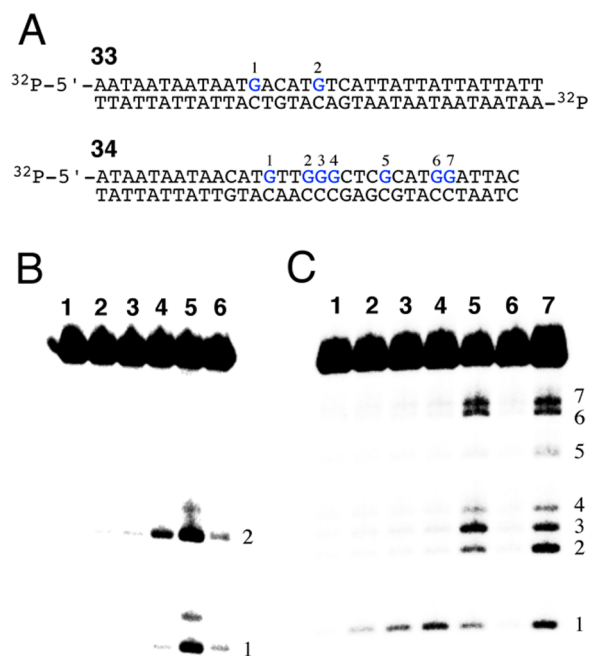 A
33
1 2
³²P-5'-AATAATAATAATGACATGTCATTATTATTATTATT
TTATTATTATTACTGTACAGTAATAATAATAATAA-³²P
34
1 2 3 4 5 6 7
³²P-5'-ATAATAATAACATGTTGGGCTCGCATGGATTAC
TATTATTATTGTACAACCCGAGCGTACCTAATC
B
1 2 3 4 5 6
2
1
C
1 2 3 4 5 6 7
7
6
5
4
3
2
1